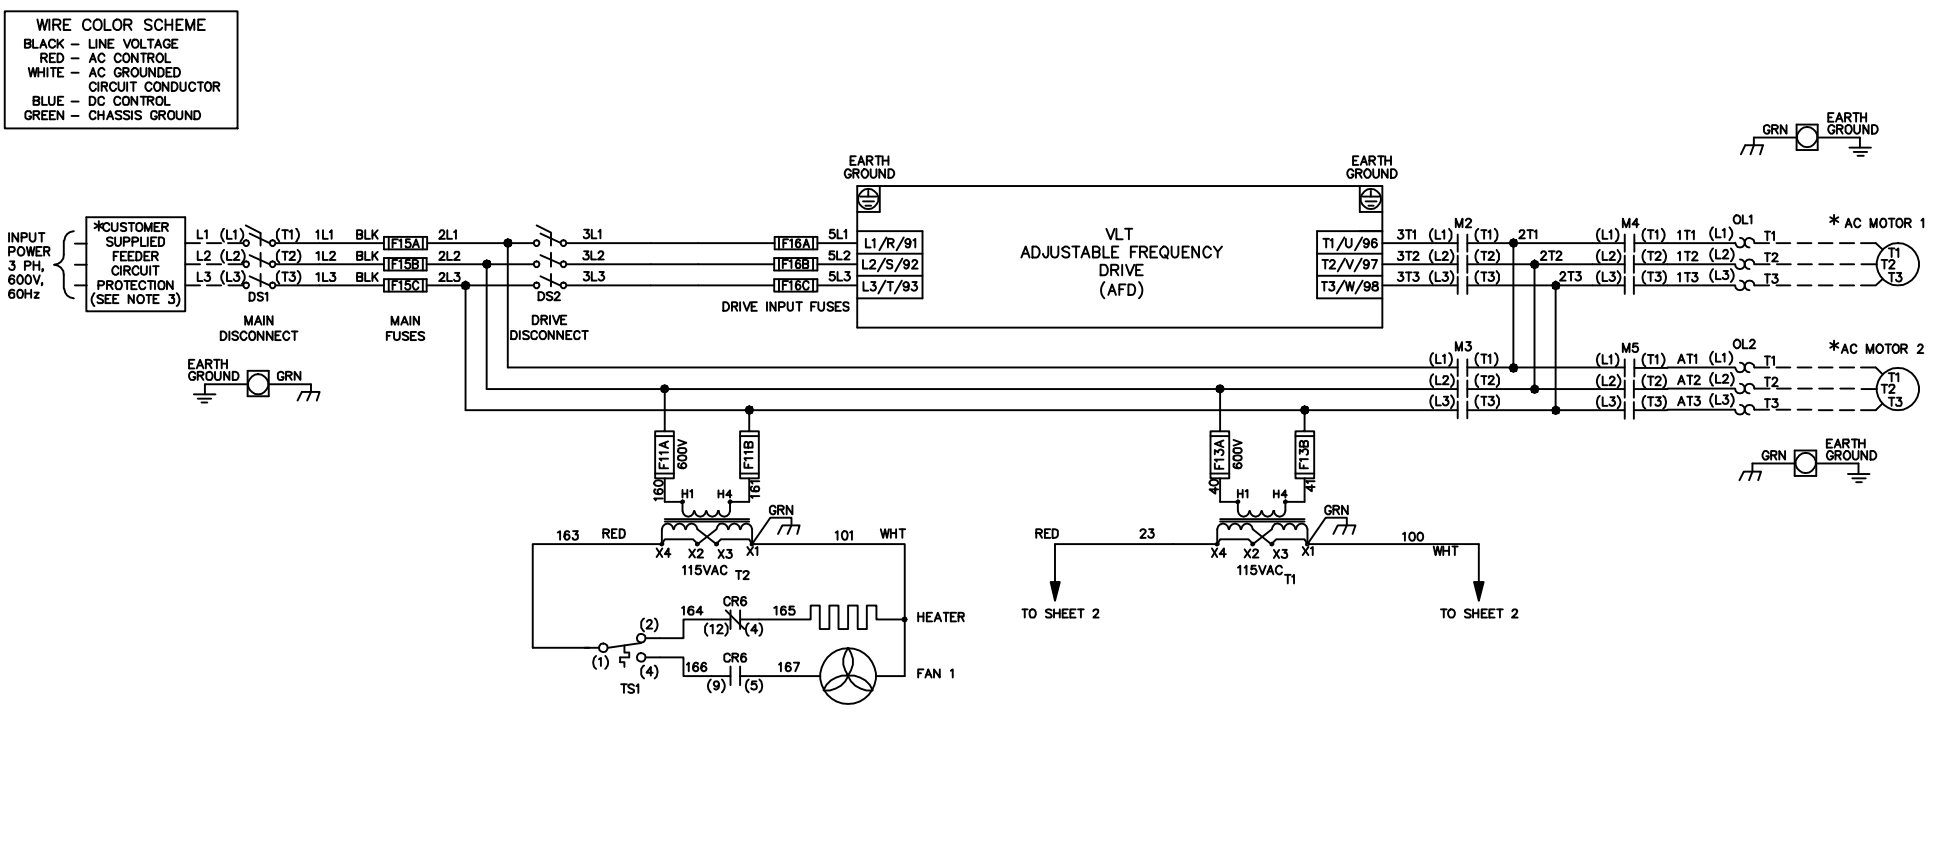 WIRE COLOR SCHEME
BLACK – LINE VOLTAGE
RED – AC CONTROL
WHITE – AC GROUNDED
CIRCUIT CONDUCTOR
BLUE – DC CONTROL
GREEN – CHASSIS GROUND
GRN
EARTH
GROUND
EARTH
GROUND
EARTH
GROUND
INPUT
POWER
3 PH,
600V,
60Hz
*CUSTOMER
SUPPLIED
FEEDER
CIRCUIT
PROTECTION
(SEE NOTE 3)
L1 (L1) (T1) 1L1 BLK F15A 2L1 3L1 F16A 5L1 L1/R/91
L2 (L2) (T2) 1L2 BLK F15B 2L2 3L2 F16B 5L2 L2/S/92
L3 (L3) (T3) 1L3 BLK F15C 2L3 3L3 F16C 5L3 L3/T/93
DS1
MAIN
DISCONNECT
MAIN
FUSES
DS2
DRIVE
DISCONNECT
DRIVE INPUT FUSES
VLT
ADJUSTABLE FREQUENCY
DRIVE
(AFD)
M2 M4 OL1 * AC MOTOR 1
T1/U/96 3T1 (L1) (T1) 2T1 (L1) (T1) 1T1 (L1) T1 T1
T2/V/97 3T2 (L2) (T2) 2T2 (L2) (T2) 1T2 (L2) T2 T2
T3/W/98 3T3 (L3) (T3) 2T3 (L3) (T3) 1T3 (L3) T3 T3
EARTH
GROUND
GRN
M3 M5 OL2 *AC MOTOR 2
(L1) (T1) (L1) (T1) AT1 (L1) T1 T1
(L2) (T2) (L2) (T2) AT2 (L2) T2 T2
(L3) (T3) (L3) (T3) AT3 (L3) T3 T3
GRN
EARTH
GROUND
F11A
600V
F11B
160
161
H1 H4
GRN
163 RED
101 WHT
X4 X2 X3 X1
115VAC T2
F13A
600V
F13B
40
41
H1 H4
GRN
RED 23
100
WHT
X4 X2 X3 X1
115VAC T1
TO SHEET 2
TO SHEET 2
164 CR6 165
HEATER
(2)
(12) (4)
(1)
(4)
TS1
166 CR6 167
(9) (5)
FAN 1